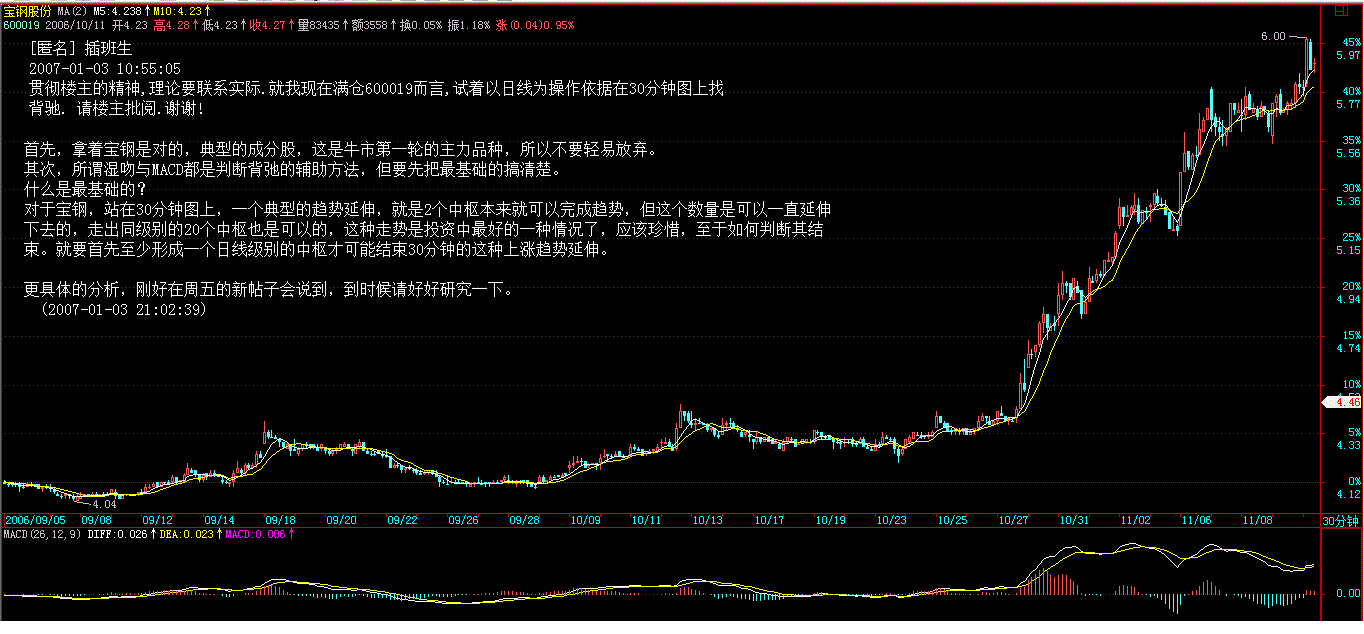 宝钢股份 MA(2) M5:4.238↑M10:4.23↑
600019 2006/10/11 开4.23 高4.28↑低4.23↑收4.27↑量83435↑额3558↑换0.05% 振1.18% 涨(0.04)0.95%
[匿名] 插班生
2007-01-03 10:55:05
贯彻楼主的精神,理论要联系实际.就我现在满仓600019而言,试着以日线为操作依据在30分钟图上找
背驰. 请楼主批阅.谢谢!
首先，拿着宝钢是对的，典型的成分股，这是牛市第一轮的主力品种，所以不要轻易放弃。
其次，所谓湿吻与MACD都是判断背弛的辅助方法，但要先把最基础的搞清楚。
什么是最基础的？
对于宝钢，站在30分钟图上，一个典型的趋势延伸，就是2个中枢本来就可以完成趋势，但这个数量是可以一直延伸
下去的，走出同级别的20个中枢也是可以的，这种走势是投资中最好的一种情况了，应该珍惜，至于如何判断其结
束。就要首先至少形成一个日线级别的中枢才可能结束30分钟的这种上涨趋势延伸。
更具体的分析，刚好在周五的新帖子会说到，到时候请好好研究一下。
(2007-01-03 21:02:39)
6.00
4.04
45%
5.97
40%
5.77
35%
5.56
30%
5.36
25%
5.15
20%
4.94
15%
4.74
10%
4.46
5%
4.33
0%
4.12
2006/09/05 09/08 09/12 09/14 09/18 09/20 09/22 09/26 09/28 10/09 10/11 10/13 10/17 10/19 10/23 10/25 10/27 10/31 11/02 11/06 11/08 30分钟
MACD(26,12,9) DIFF:0.026↑DEA:0.023↑MACD:0.006↑
0.00